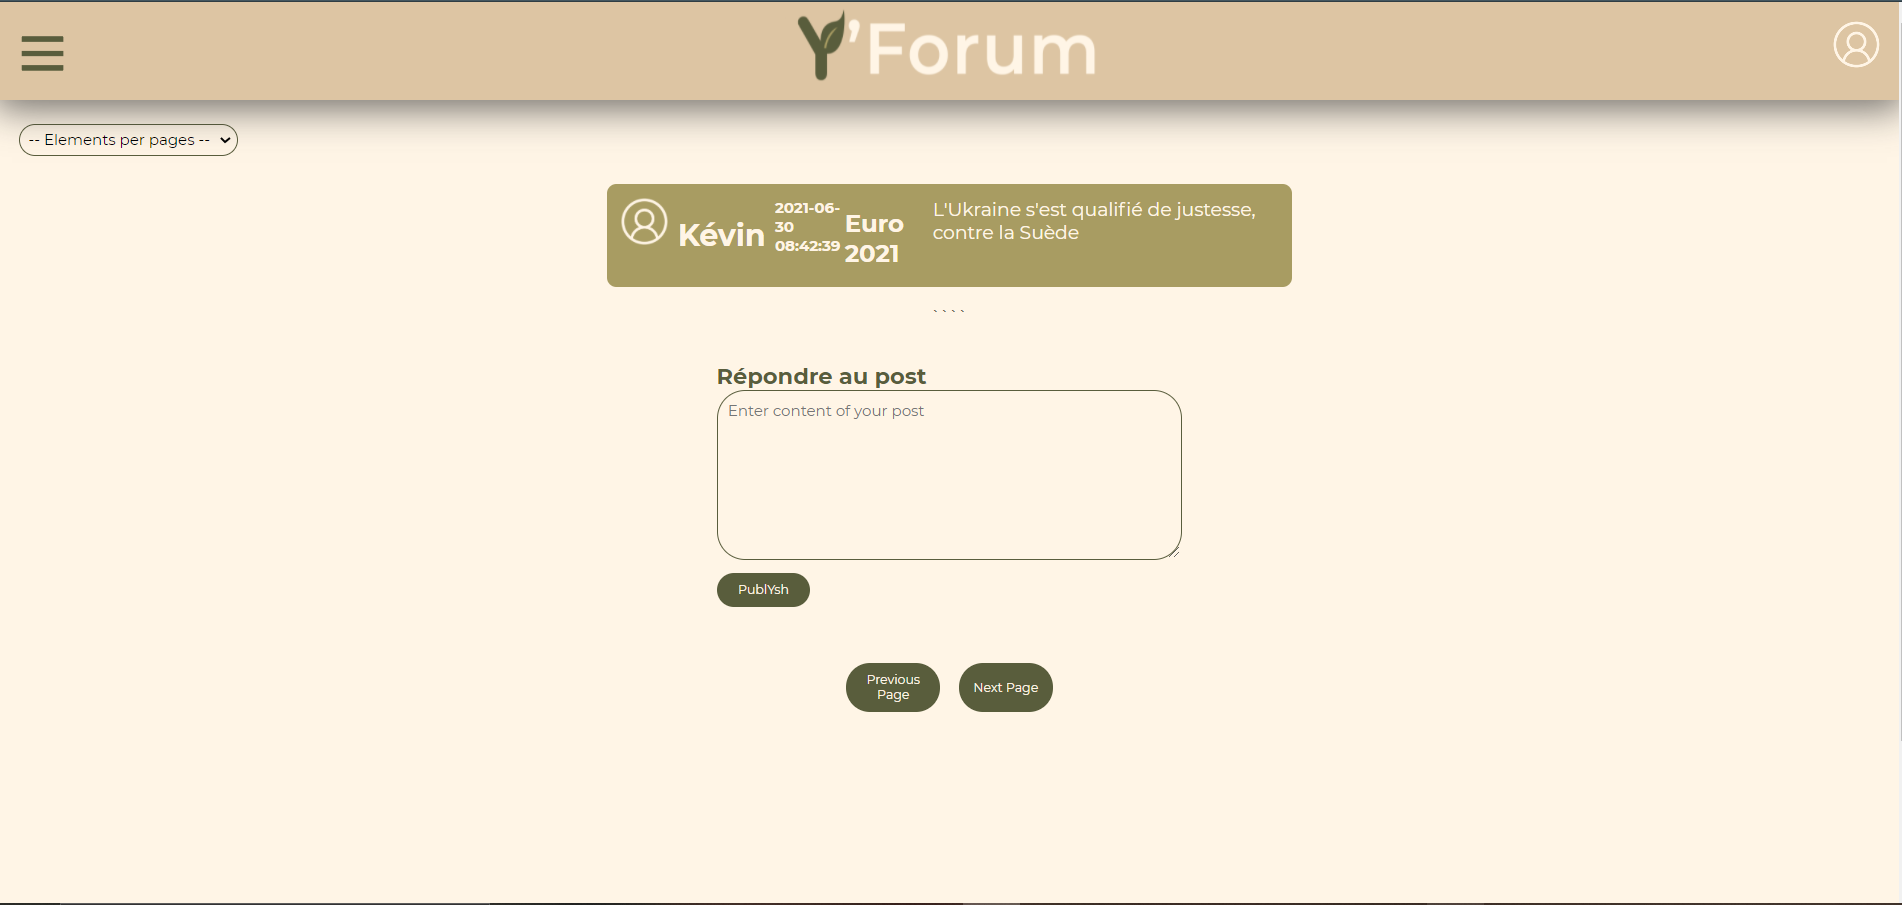 Y'Forum
-- Elements per pages --
Kévin
2021-06-
30
08:42:39
Euro
2021
L'Ukraine s'est qualifié de justesse,
contre la Suède
````
Répondre au post
Enter content of your post
PublYsh
Previous
Page
Next Page